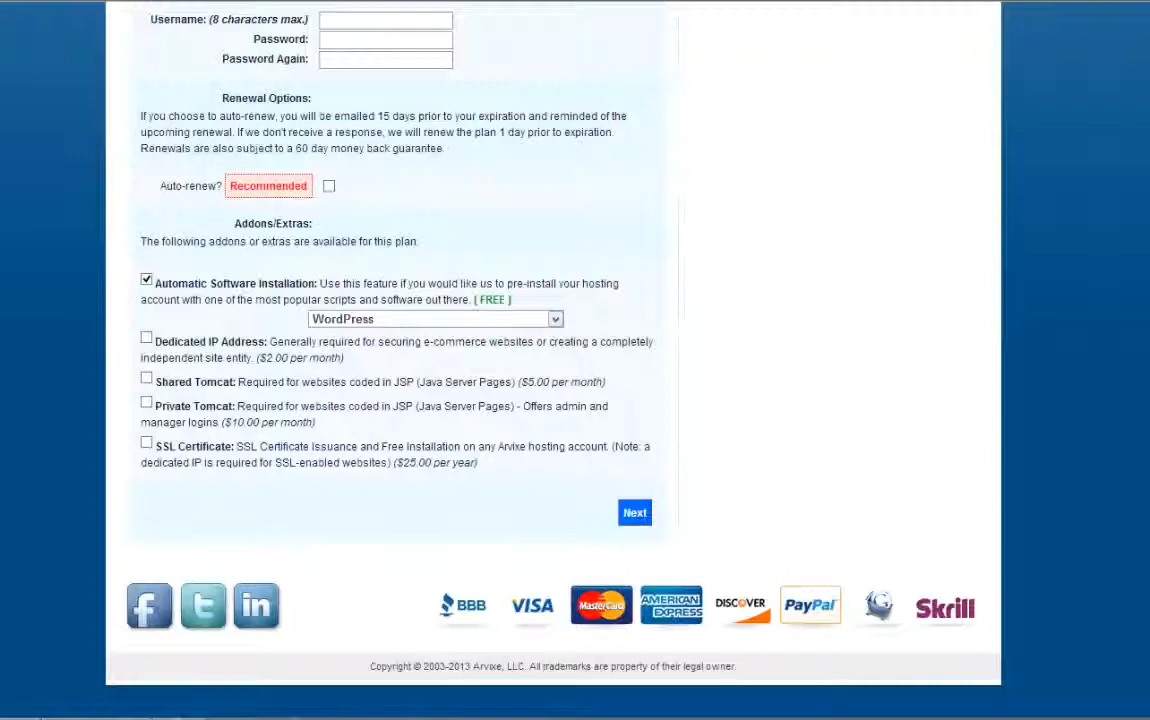 Username: (8 characters max.)
Password:
Password Again:
Renewal Options:
If you choose to auto-renew, you will be emailed 15 days prior to your expiration and reminded of the
upcoming renewal. If we don't receive a response, we will renew the plan 1 day prior to expiration.
Renewals are also subject to a 60 day money back guarantee.
Auto-renew? Recommended
Addons/Extras:
The following addons or extras are available for this plan.
Automatic Software Installation: Use this feature if you would like us to pre-install your hosting
account with one of the most popular scripts and software out there. [ FREE ]
WordPress
Dedicated IP Address: Generally required for securing e-commerce websites or creating a completely
independent site entity. ($2.00 per month)
Shared Tomcat: Required for websites coded in JSP (Java Server Pages) ($5.00 per month)
Private Tomcat: Required for websites coded in JSP (Java Server Pages) - Offers admin and
manager logins ($10.00 per month)
SSL Certificate: SSL Certificate Issuance and Free Installation on any Arvixe hosting account. (Note: a
dedicated IP is required for SSL-enabled websites) ($25.00 per year)
Next
f t in BBB VISA MasterCard AMERICAN EXPRESS DISCOVER PayPal Skrill
Copyright © 2003-2013 Arvixe, LLC. All trademarks are property of their legal owner.